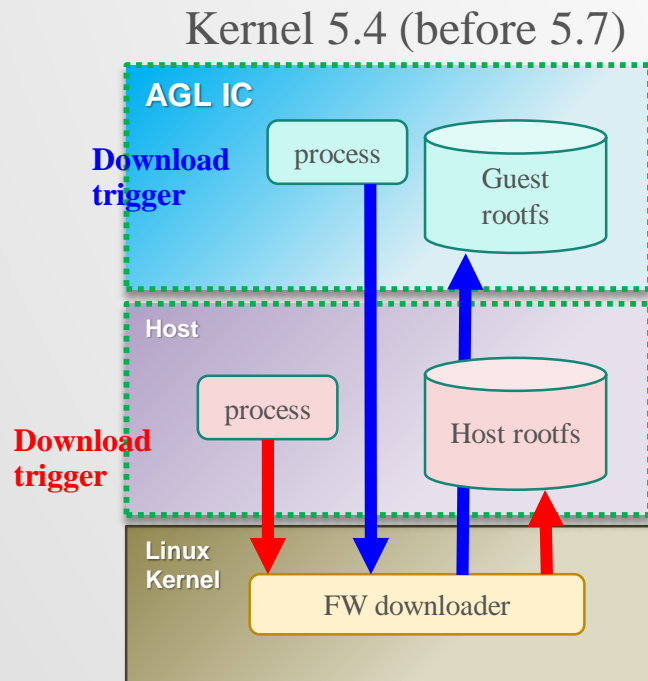 Kernel 5.4 (before 5.7)
AGL IC
Download
trigger
process
Guest
rootfs
Host
process
Host rootfs
Download
trigger
Linux
Kernel
FW downloader